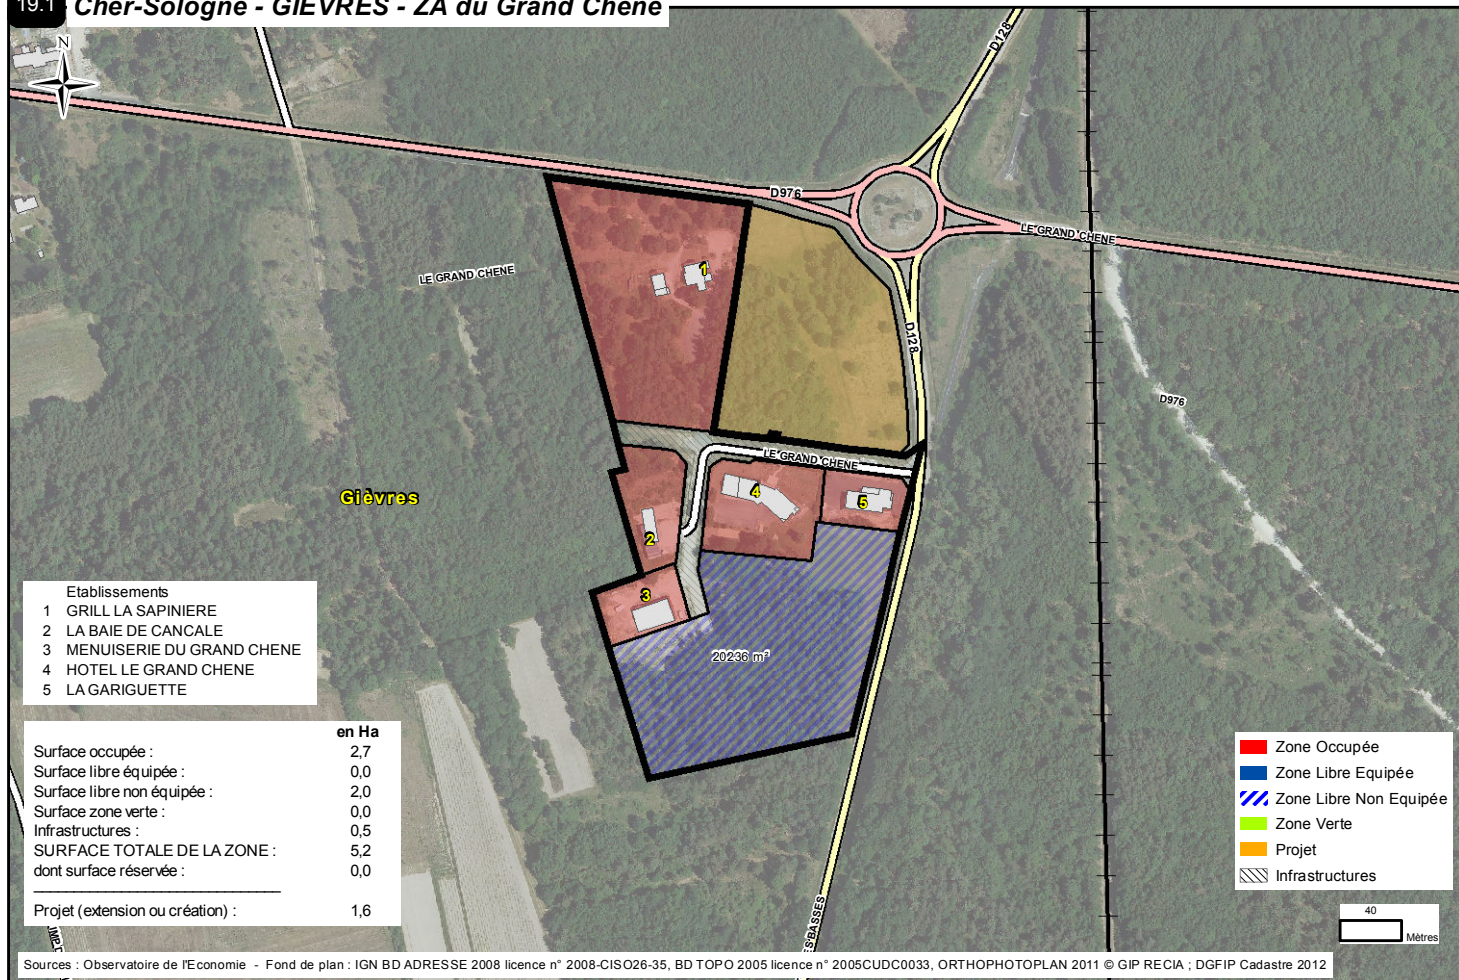 19.1 Cher-Sologne - GIEVRES - ZA du Grand Chêne
N
D128
D976
LE GRAND CHENE
LE GRAND CHENE
1
D128
D976
LE GRAND CHENE
Gièvres
4
5
2
3
20236 m²
Etablissements
1 GRILL LA SAPINIERE
2 LA BAIE DE CANCALE
3 MENUISERIE DU GRAND CHENE
4 HOTEL LE GRAND CHENE
5 LA GARIGUETTE
en Ha
Surface occupée : 2,7
Surface libre équipée : 0,0
Surface libre non équipée : 2,0
Surface zone verte : 0,0
Infrastructures : 0,5
SURFACE TOTALE DE LA ZONE : 5,2
dont surface réservée : 0,0
Projet (extension ou création) : 1,6
Zone Occupée
Zone Libre Equipée
Zone Libre Non Equipée
Zone Verte
Projet
Infrastructures
40
Mètres
ES BASSES
Sources : Observatoire de l'Economie - Fond de plan : IGN BD ADRESSE 2008 licence n° 2008-CISO26-35, BD TOPO 2005 licence n° 2005CUDC0033, ORTHOPHOTOPLAN 2011 © GIP RECIA ; DGFIP Cadastre 2012